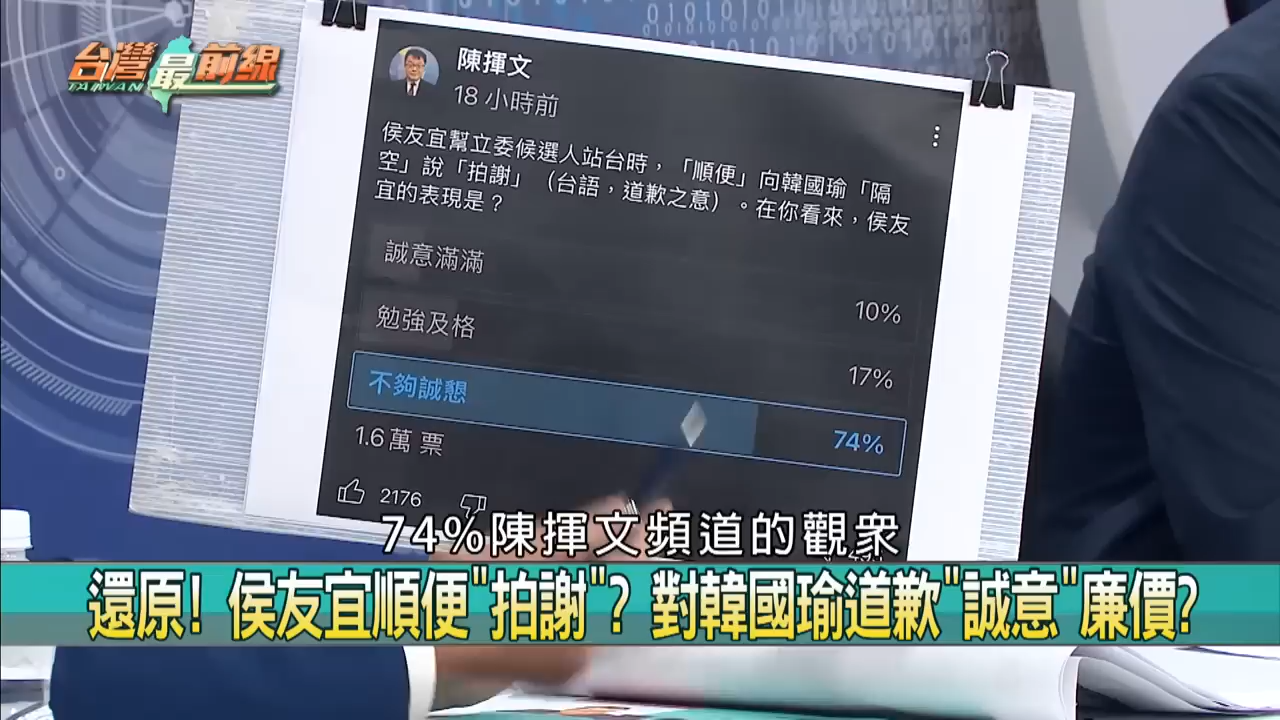 台灣最前線
TAIWAN
陳揮文
18 小時前
侯友宜幫立委候選人站台時，「順便」向韓國瑜「隔
空」說「拍謝」（台語，道歉之意）。在你看來，侯友
宜的表現是？
誠意滿滿
10%
勉強及格
17%
不夠誠懇
74%
1.6 萬 票
2176
74%陳揮文頻道的觀眾
還原！侯友宜順便"拍謝"？對韓國瑜道歉"誠意"廉價？